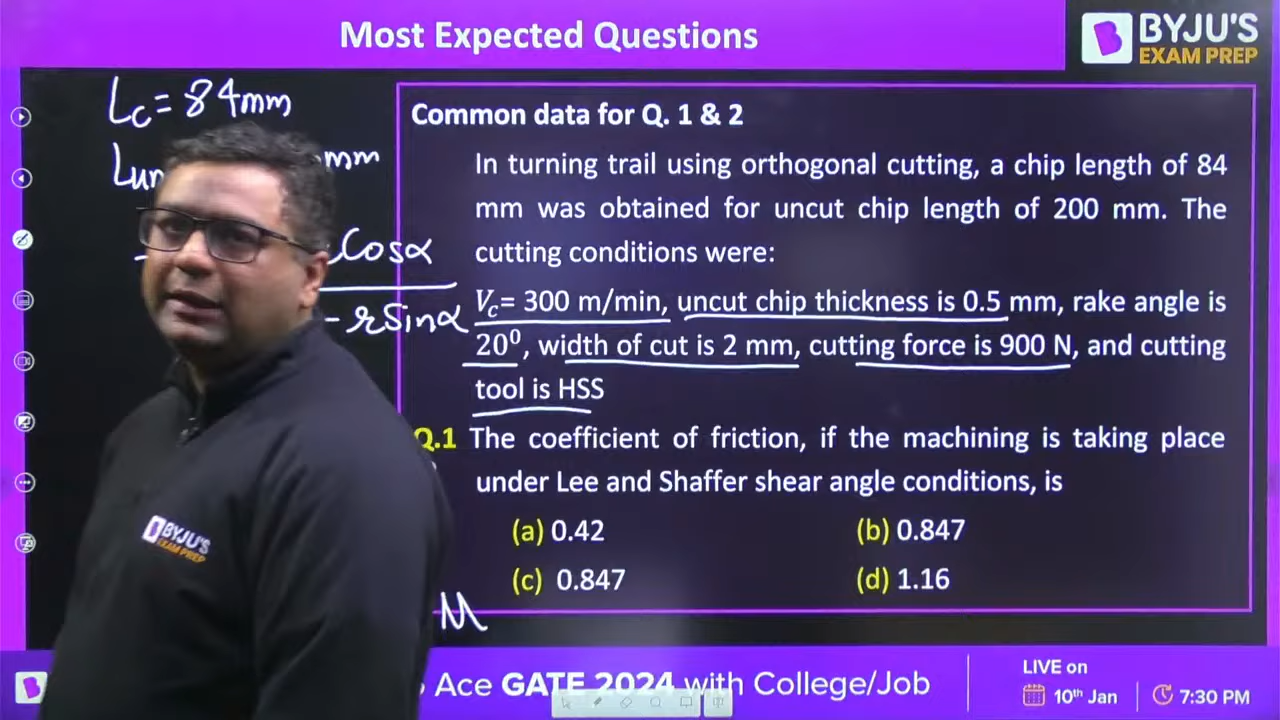 Most Expected Questions
BYJU'S
EXAM PREP
Lc = 84mm
mm
Cosα
-rSinα
Common data for Q. 1 & 2
In turning trail using orthogonal cutting, a chip length of 84
mm was obtained for uncut chip length of 200 mm. The
cutting conditions were:
Vc= 300 m/min, uncut chip thickness is 0.5 mm, rake angle is
20⁰, width of cut is 2 mm, cutting force is 900 N, and cutting
tool is HSS
Q.1 The coefficient of friction, if the machining is taking place
under Lee and Shaffer shear angle conditions, is
(a) 0.42 (b) 0.847
(c) 0.847 (d) 1.16
BYJU'S
EXAM PREP
Ace GATE 2024 with College/Job
LIVE on
10th Jan
7:30 PM